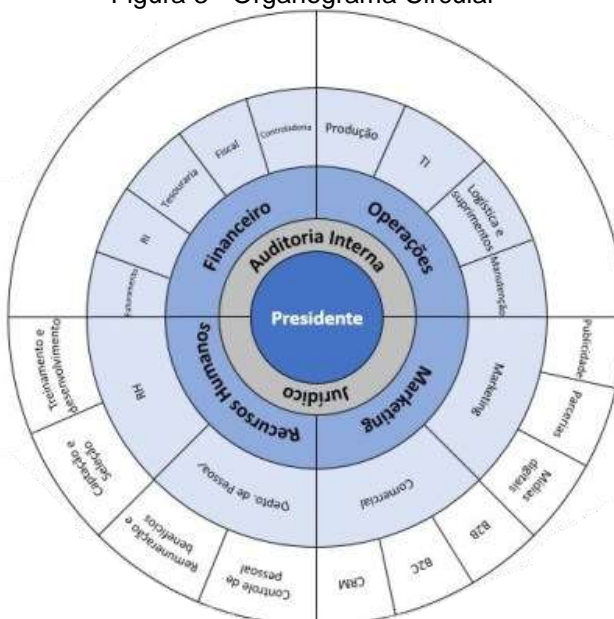 Figura 3 - Organograma Circular
Controladoria
Produção
Fiscal
TI
Tesouraria
Logística e
suprimentos
RI
Manutenção
Faturamento
Financeiro
Operações
Auditoria Interna
Presidente
Jurídico
Recursos Humanos
Marketing
RH
Marketing
Depto. de Pessoal
Comercial
Treinamento e
desenvolvimento
Captação e
Seleção
Remuneração e
benefícios
Controle de
pessoal
CRM
B2C
B2B
Mídias
digitais
Parcerias
Publicidade